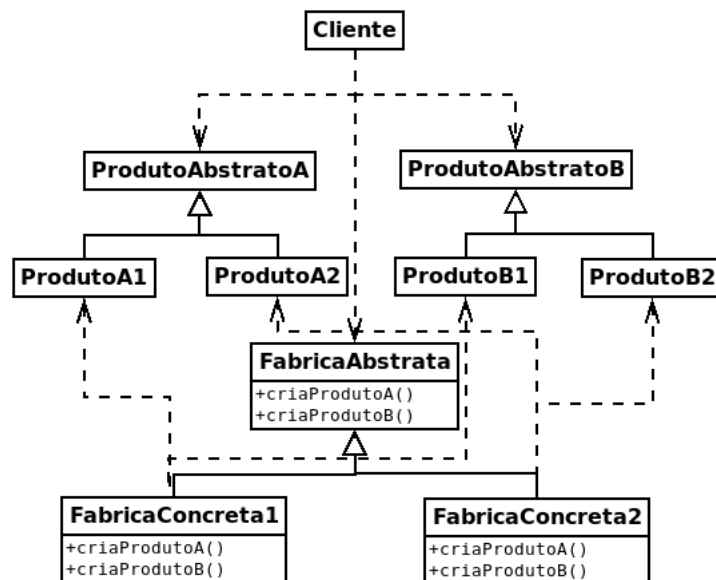 Cliente
ProdutoAbstratoA
ProdutoAbstratoB
ProdutoA1
ProdutoA2
ProdutoB1
ProdutoB2
FabricaAbstrata
+criaProdutoA()
+criaProdutoB()
FabricaConcreta1
+criaProdutoA()
+criaProdutoB()
FabricaConcreta2
+criaProdutoA()
+criaProdutoB()